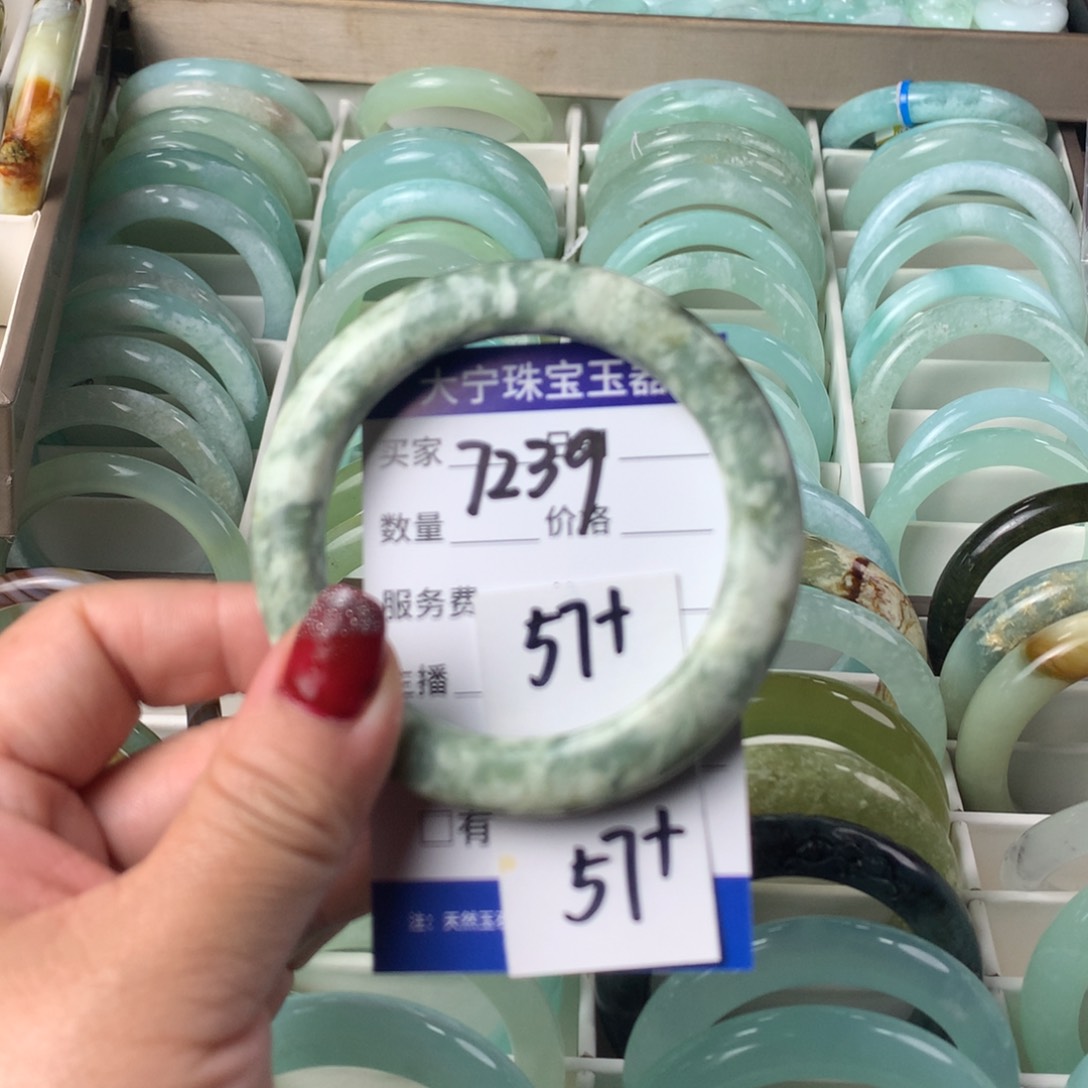 大宁珠宝玉器
买家 7239
数量 价格
服务费
57+
主播
有
57+
注：天然玉